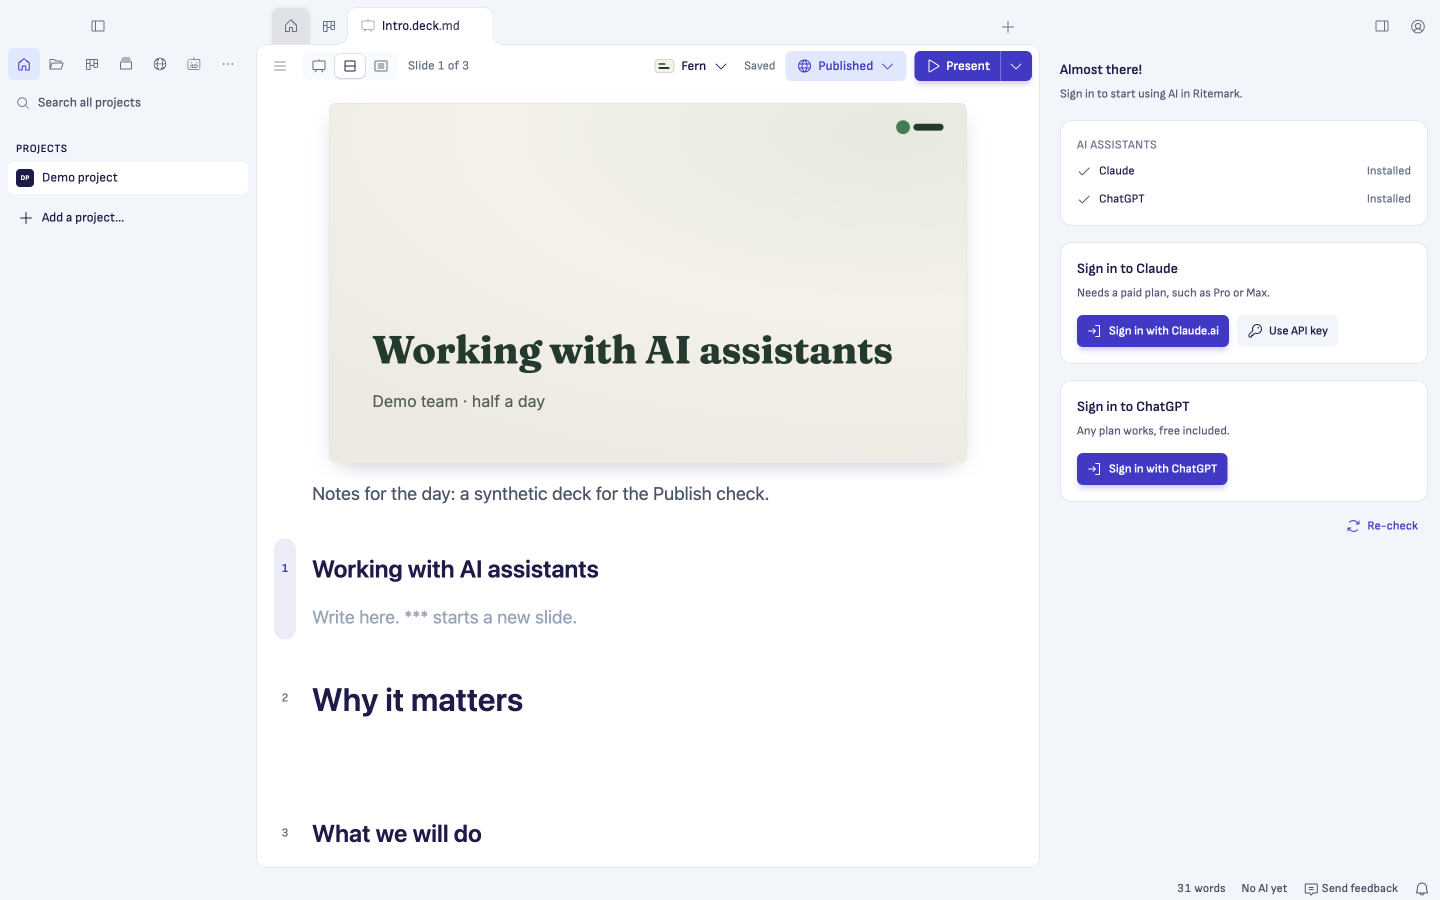 Intro.deck.md
Search all projects
PROJECTS
DP Demo project
Add a project...
Slide 1 of 3
Fern
Saved
Published
Present
Working with AI assistants
Demo team · half a day
Notes for the day: a synthetic deck for the Publish check.
1 Working with AI assistants
Write here. *** starts a new slide.
2 Why it matters
3 What we will do
Almost there!
Sign in to start using AI in Ritemark.
AI ASSISTANTS
Claude Installed
ChatGPT Installed
Sign in to Claude
Needs a paid plan, such as Pro or Max.
Sign in with Claude.ai Use API key
Sign in to ChatGPT
Any plan works, free included.
Sign in with ChatGPT
Re-check
31 words No AI yet Send feedback